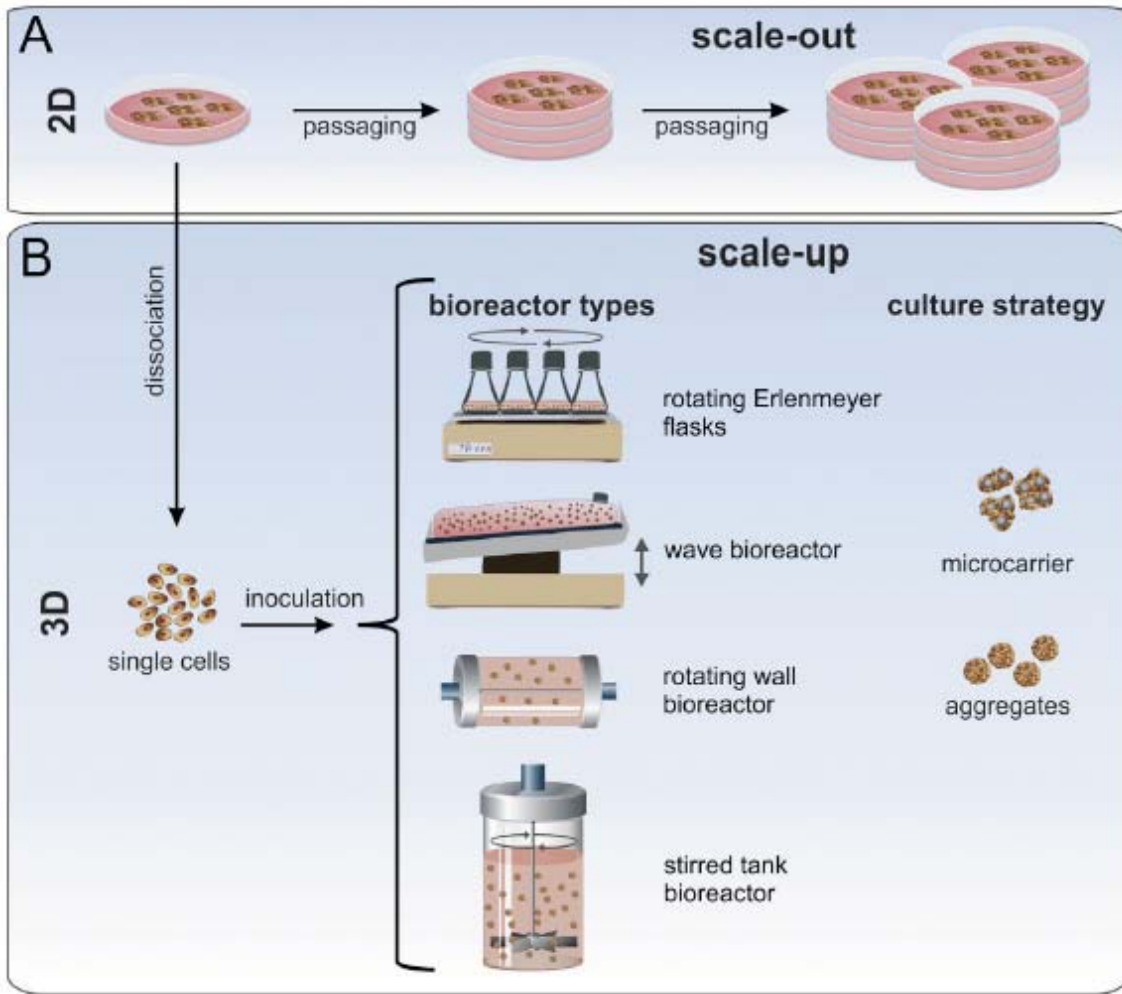 A
scale-out
2D
passaging
passaging
B
scale-up
dissociation
bioreactor types
culture strategy
rotating Erlenmeyer
flasks
wave bioreactor
microcarrier
3D
inoculation
single cells
rotating wall
bioreactor
aggregates
stirred tank
bioreactor